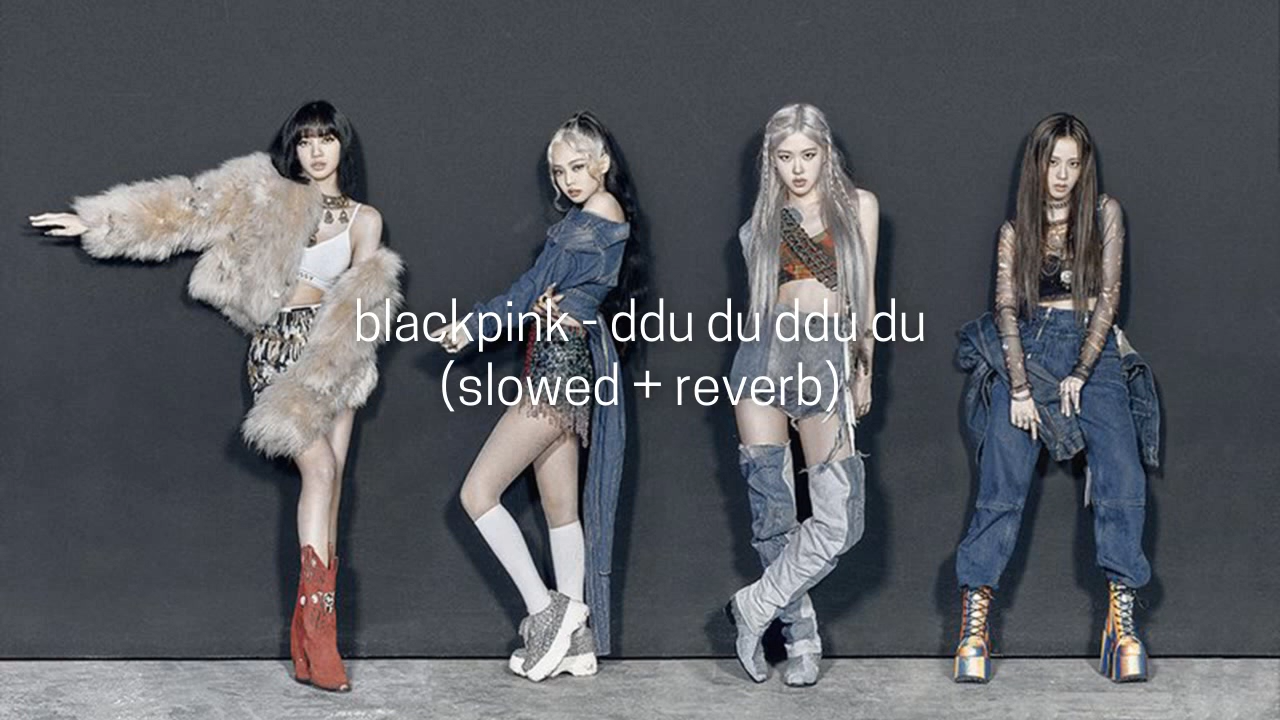 blackpink - ddu du ddu du
(slowed + reverb)